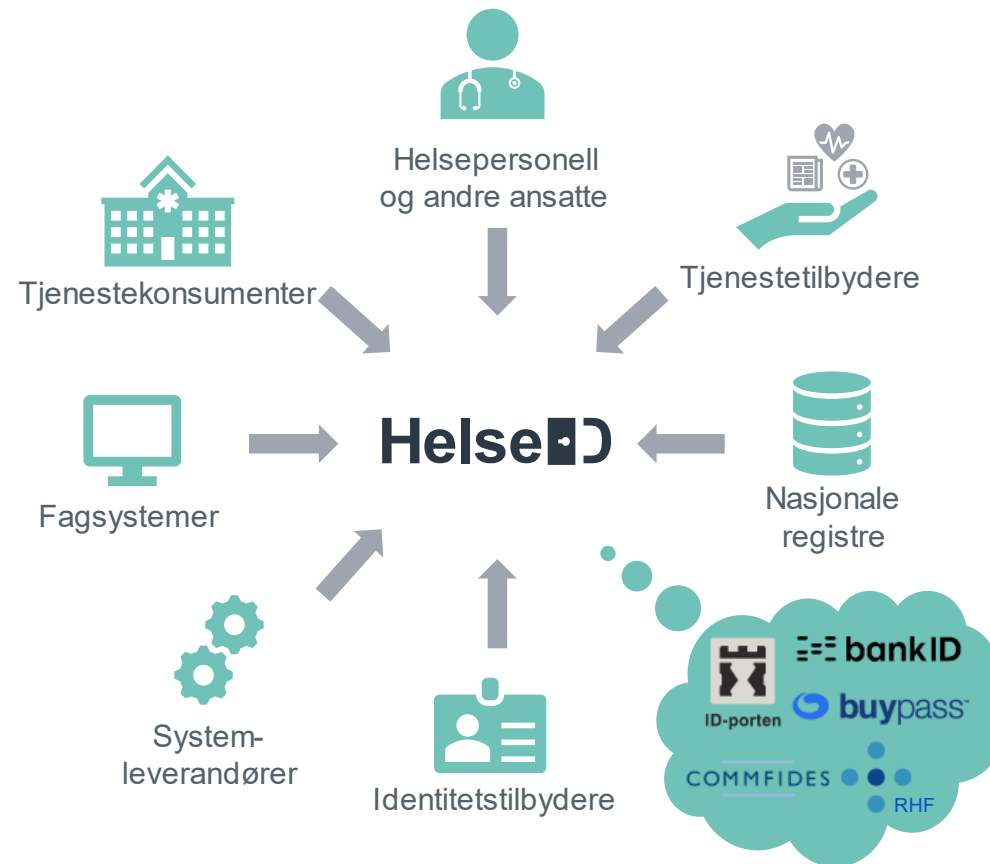 Helsepersonell
og andre ansatte
Tjenestekonsumenter
Tjenestetilbydere
HelseID
Fagsystemer
Nasjonale
registre
System-
leverandører
Identitetstilbydere
bankID
ID-porten
buypass
COMMFIDES
RHF